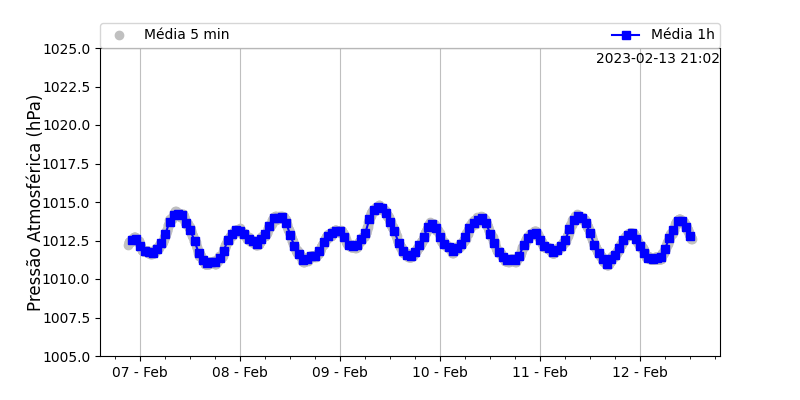 Média 5 min
Média 1h
2023-02-13 21:02
Pressão Atmosférica (hPa)
1025.0
1022.5
1020.0
1017.5
1015.0
1012.5
1010.0
1007.5
1005.0
07 - Feb
08 - Feb
09 - Feb
10 - Feb
11 - Feb
12 - Feb